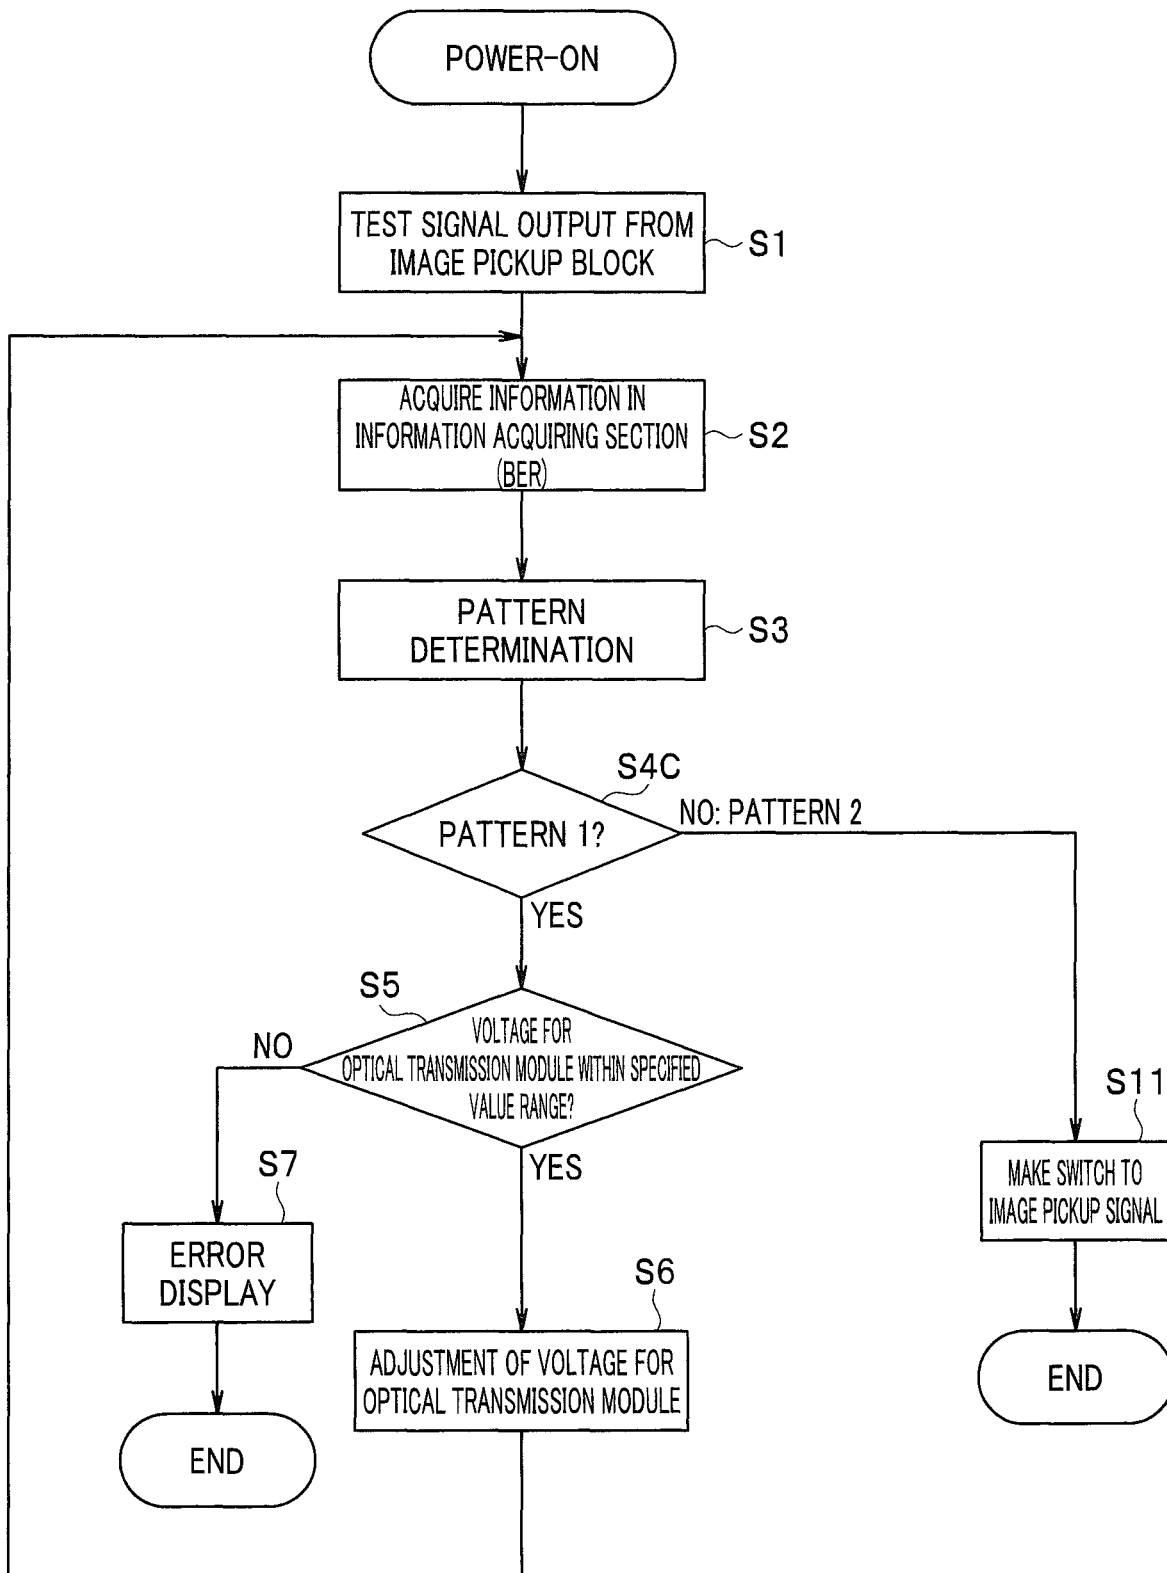 POWER-ON
TEST SIGNAL OUTPUT FROM
IMAGE PICKUP BLOCK
S1
ACQUIRE INFORMATION IN
INFORMATION ACQUIRING SECTION
(BER)
S2
PATTERN
DETERMINATION
S3
S4C
PATTERN 1?
NO: PATTERN 2
YES
S5
VOLTAGE FOR
OPTICAL TRANSMISSION MODULE WITHIN SPECIFIED
VALUE RANGE?
NO
YES
S7
ERROR
DISPLAY
END
S6
ADJUSTMENT OF VOLTAGE FOR
OPTICAL TRANSMISSION MODULE
S11
MAKE SWITCH TO
IMAGE PICKUP SIGNAL
END